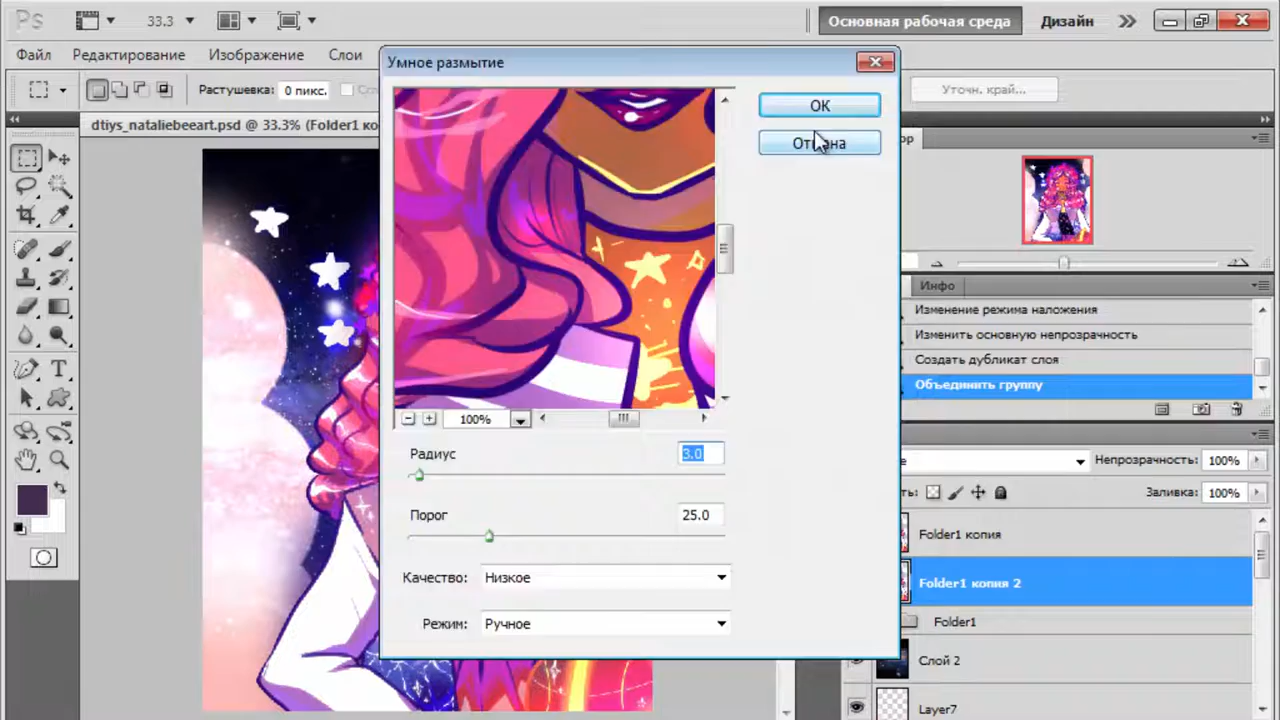 Ps
33.3
Основная рабочая среда
Дизайн
Файл
Редактирование
Изображение
Слои
Растушевка: 0 пикс.
Уточн. край...
dtiys_nataliebeeart.psd @ 33.3% (Folder1 ко
Умное размытие
OK
Отмена
100%
Радиус
3.0
Порог
25.0
Качество:
Низкое
Режим:
Ручное
ор
Инфо
Изменение режима наложения
Изменить основную непрозрачность
Создать дубликат слоя
Объединить группу
Непрозрачность: 100%
Заливка: 100%
Folder1 копия
Folder1 копия 2
Folder1
Слой 2
Layer7